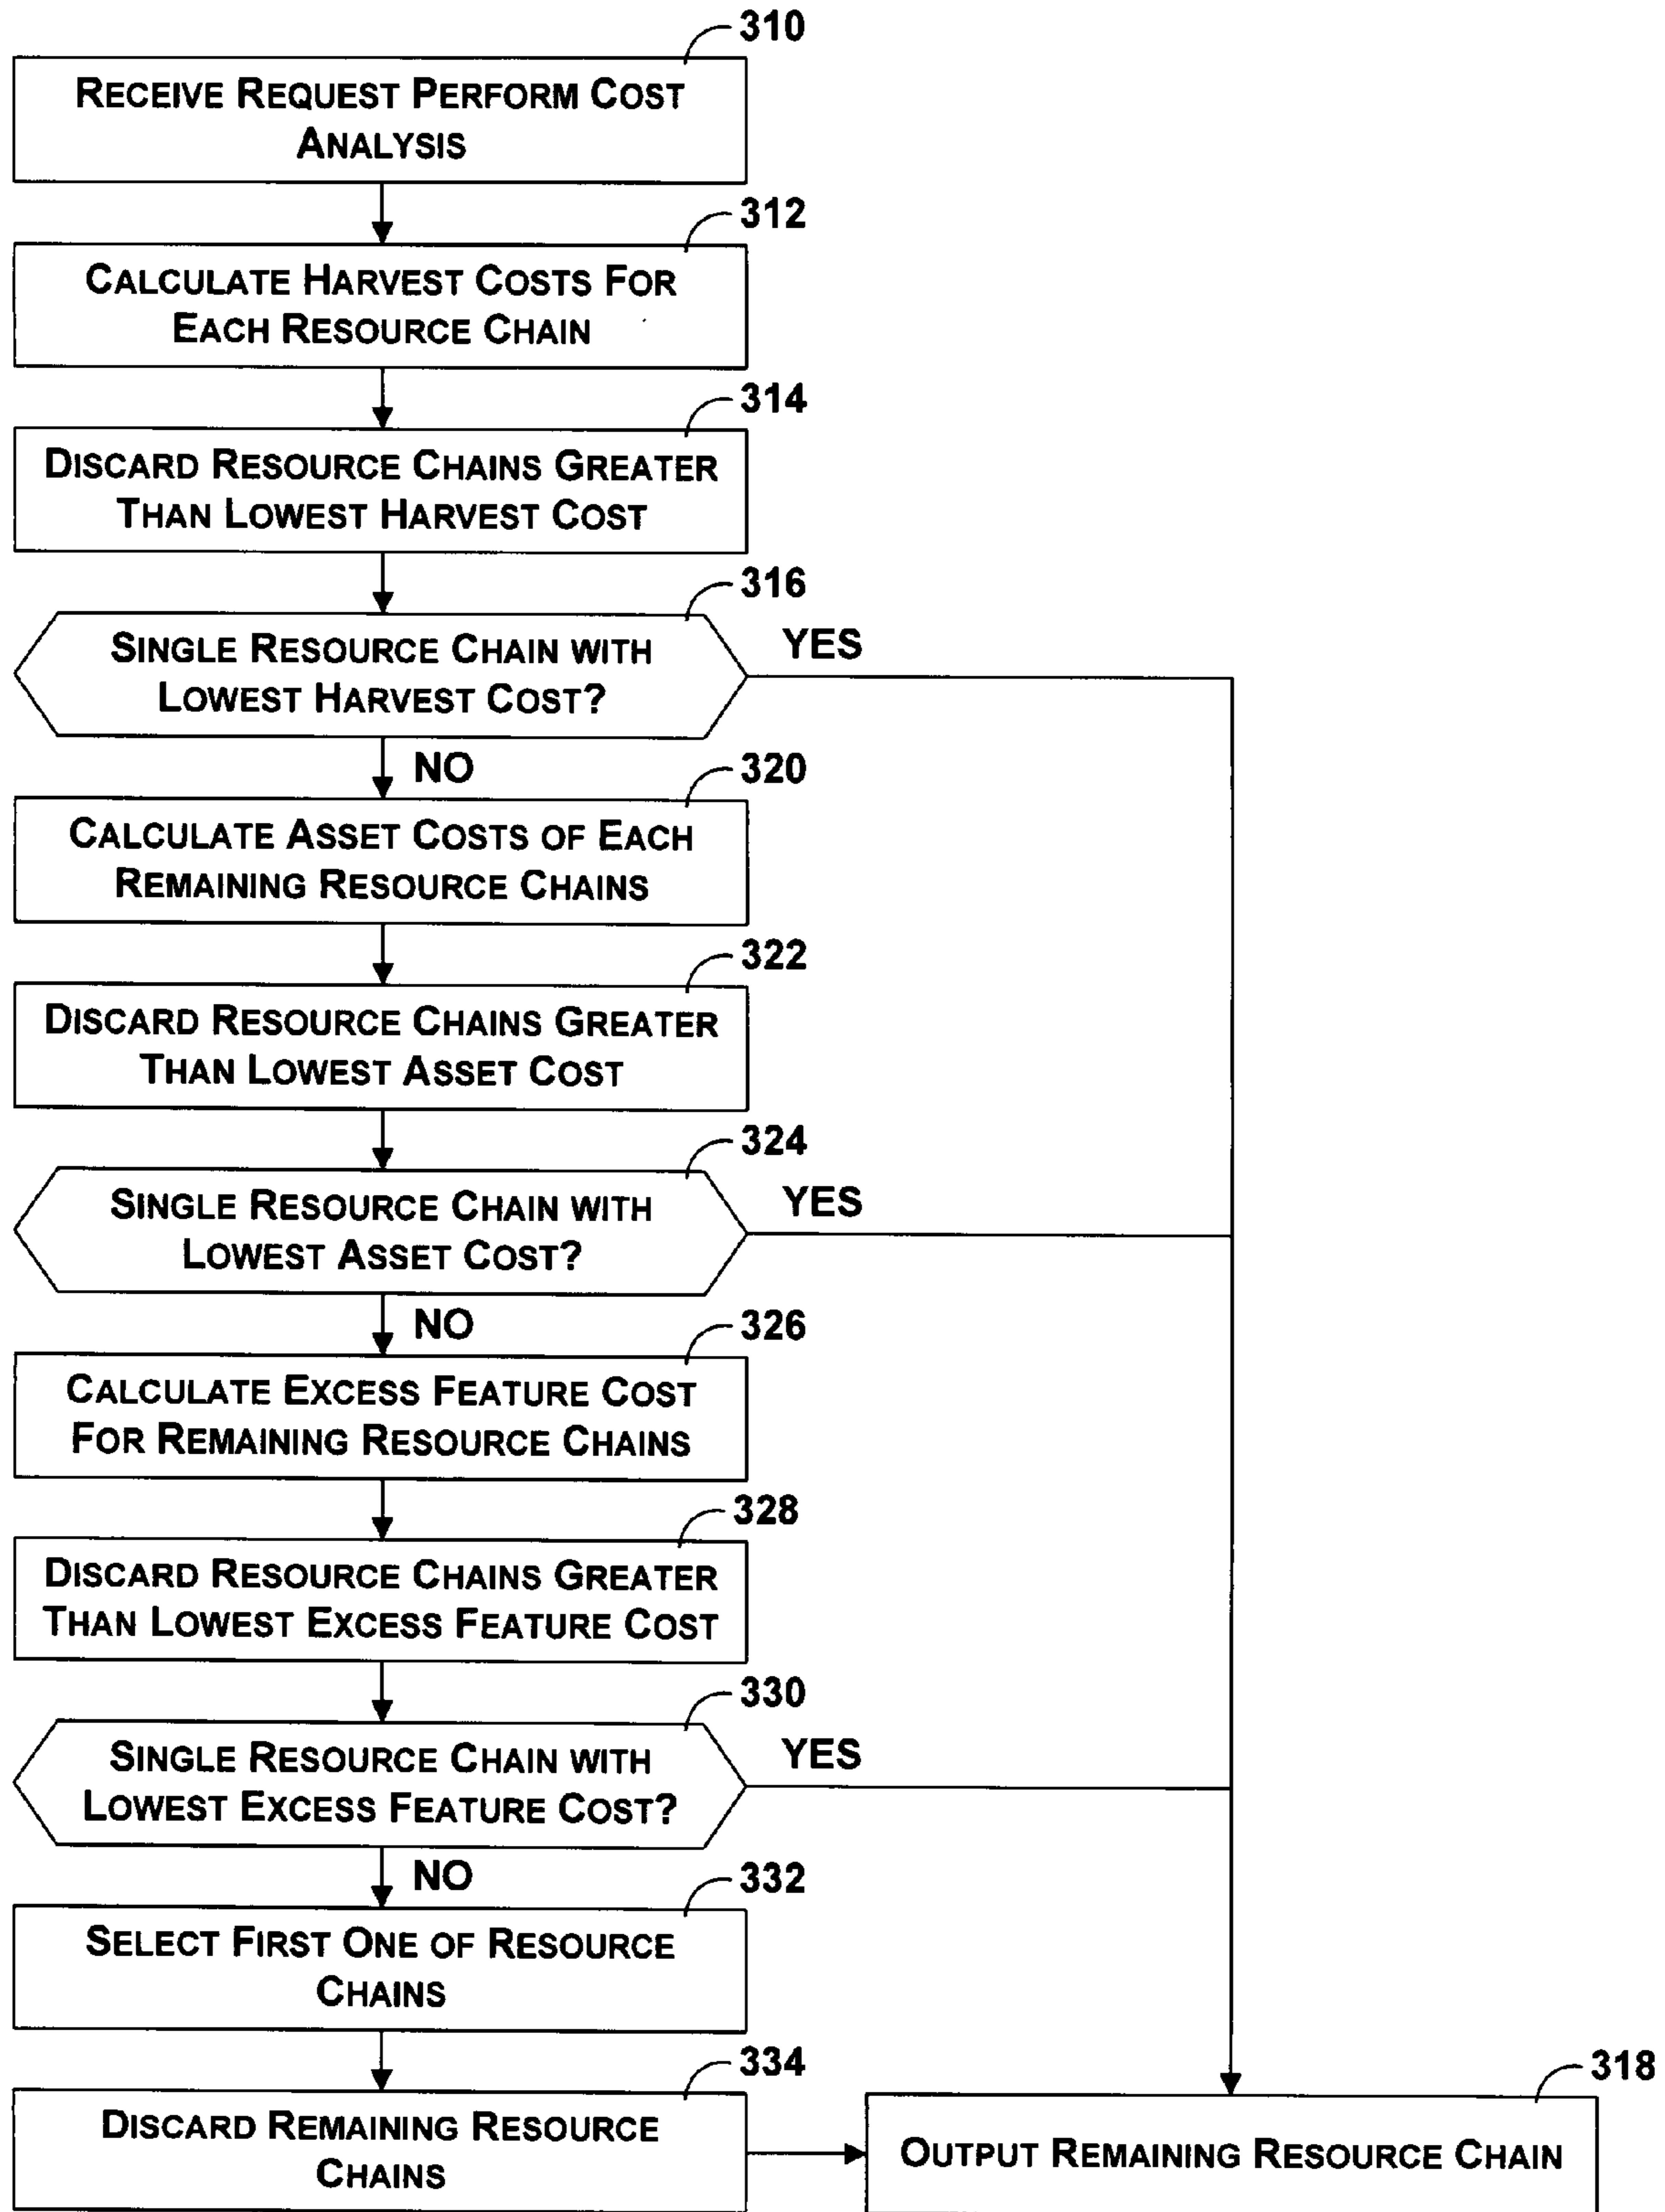 310
RECEIVE REQUEST PERFORM COST
ANALYSIS
312
CALCULATE HARVEST COSTS FOR
EACH RESOURCE CHAIN
314
DISCARD RESOURCE CHAINS GREATER
THAN LOWEST HARVEST COST
316
SINGLE RESOURCE CHAIN WITH
LOWEST HARVEST COST?
YES
NO
320
CALCULATE ASSET COSTS OF EACH
REMAINING RESOURCE CHAINS
322
DISCARD RESOURCE CHAINS GREATER
THAN LOWEST ASSET COST
324
SINGLE RESOURCE CHAIN WITH
LOWEST ASSET COST?
YES
NO
326
CALCULATE EXCESS FEATURE COST
FOR REMAINING RESOURCE CHAINS
328
DISCARD RESOURCE CHAINS GREATER
THAN LOWEST EXCESS FEATURE COST
330
SINGLE RESOURCE CHAIN WITH
LOWEST EXCESS FEATURE COST?
YES
NO
332
SELECT FIRST ONE OF RESOURCE
CHAINS
334
DISCARD REMAINING RESOURCE
CHAINS
318
OUTPUT REMAINING RESOURCE CHAIN